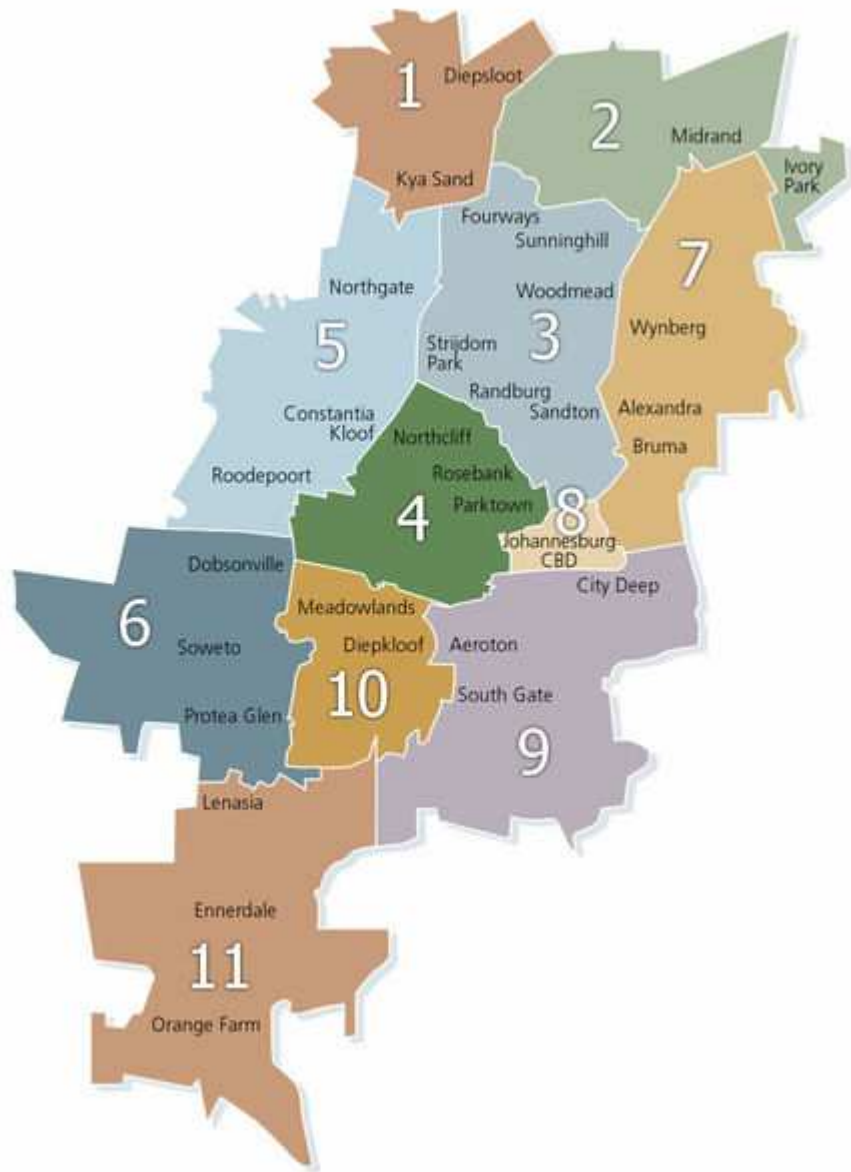 1
Diepsloot
2
Midrand
Ivory
Park
Kya Sand
Fourways
Sunninghill
7
Northgate
Woodmead
5
3
Wynberg
Strijdom
Park
Randburg
Sandton
Constantia
Kloof
Northcliff
Alexandra
Bruma
Roodepoort
Rosebank
Parktown
4
8
Johannesburg
CBD
Dobsonville
City Deep
6
Meadowlands
Soweto
Diepkloof
Aeroton
10
South Gate
Protea Glen
9
Lenasia
Ennerdale
11
Orange Farm